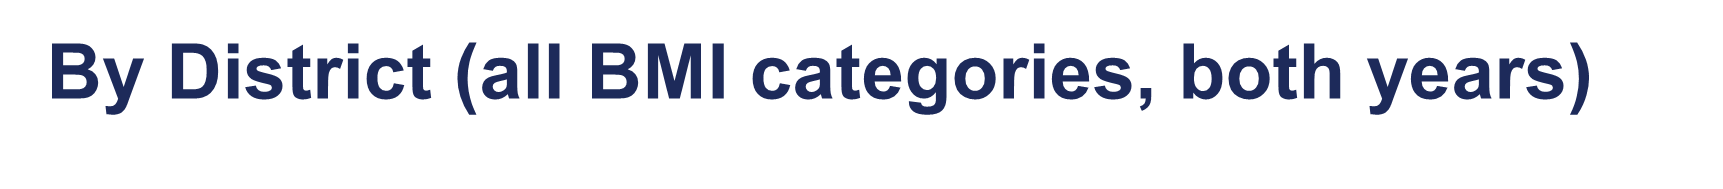 By District (all BMI categories, both years)